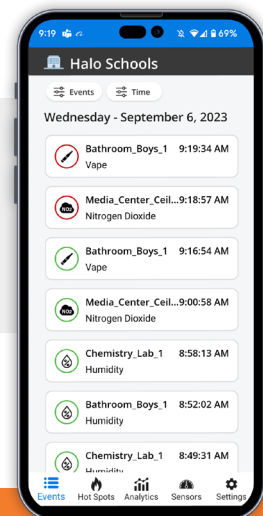 9:19 69%
Halo Schools
Events Time
Wednesday - September 6, 2023
Bathroom_Boys_1 9:19:34 AM
Vape
Media_Center_Ceil...9:18:57 AM
NO2
Nitrogen Dioxide
Bathroom_Boys_1 9:16:54 AM
Vape
Media_Center_Ceil...9:00:58 AM
NO2
Nitrogen Dioxide
Chemistry_Lab_1 8:58:13 AM
Humidity
Bathroom_Boys_1 8:52:02 AM
Humidity
Chemistry_Lab_1 8:49:31 AM
Humidity
Events Hot Spots Analytics Sensors Settings